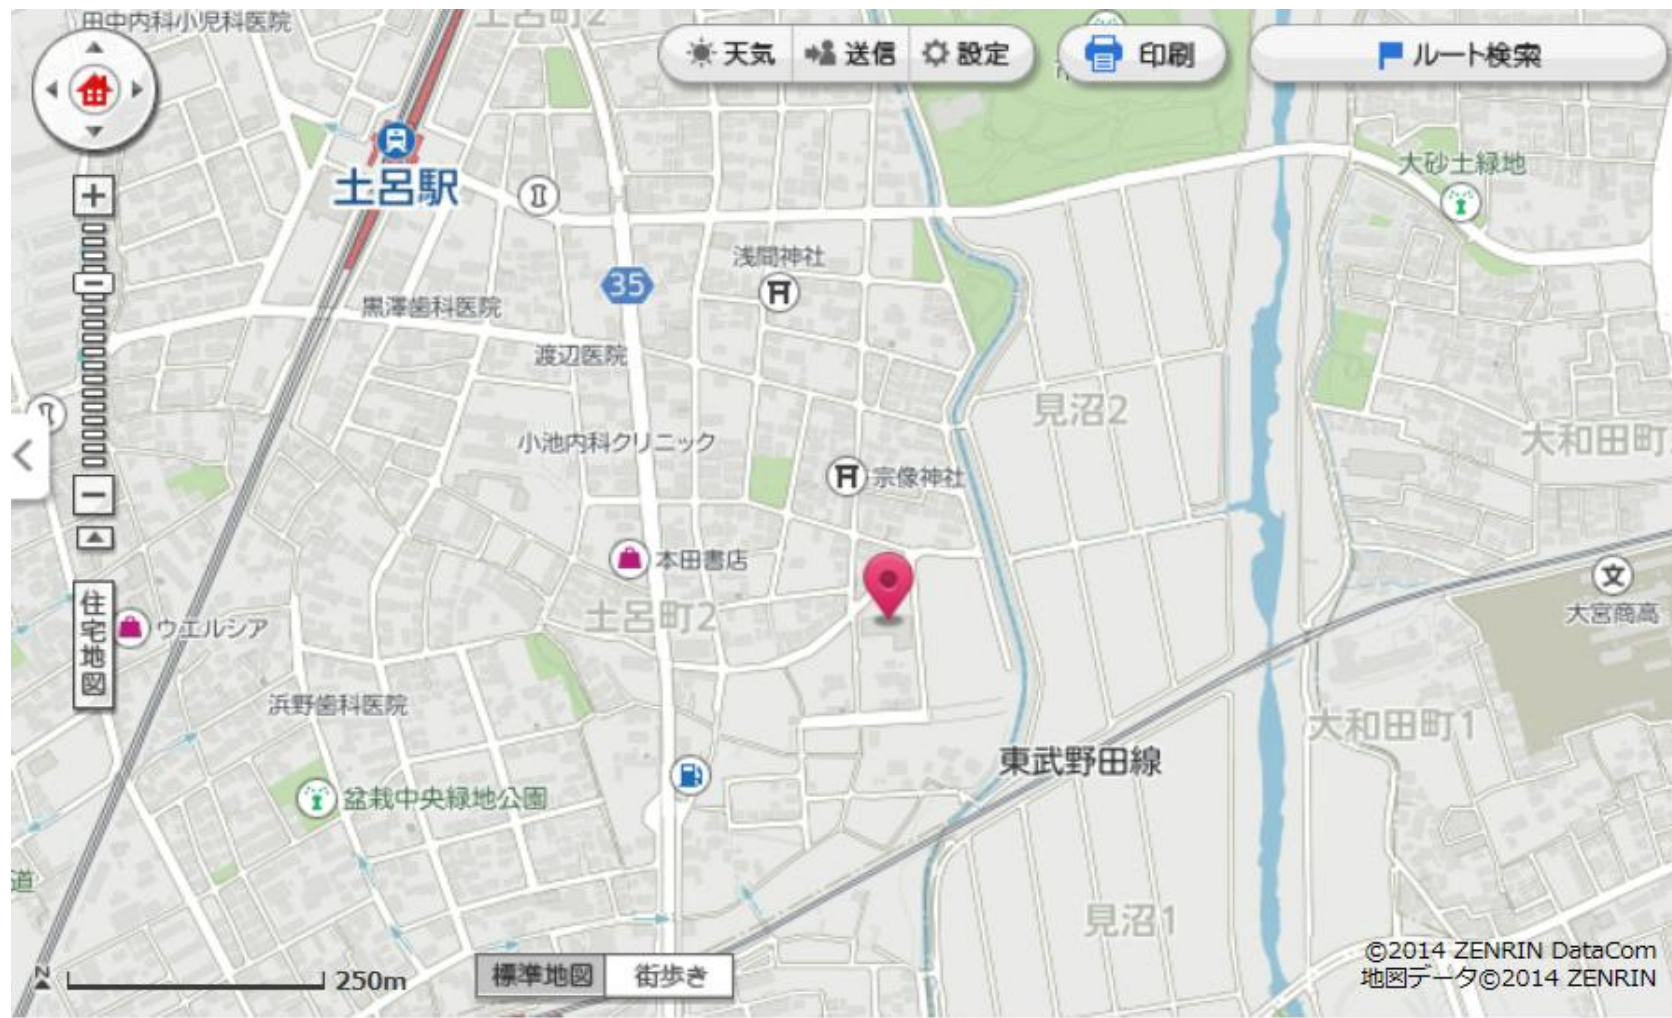 田中内科小児科医院
土呂町2
天気
送信
設定
印刷
ルート検索
土呂駅
大砂土緑地
浅間神社
35
黒澤歯科医院
渡辺医院
見沼2
小池内科クリニック
大和田町
宗像神社
本田書店
文
大宮商高
住宅地図
ウエルシア
土呂町2
浜野歯科医院
大和田町1
東武野田線
盆栽中央緑地公園
道
見沼1
N
250m
標準地図
街歩き
©2014 ZENRIN DataCom
地図データ©2014 ZENRIN